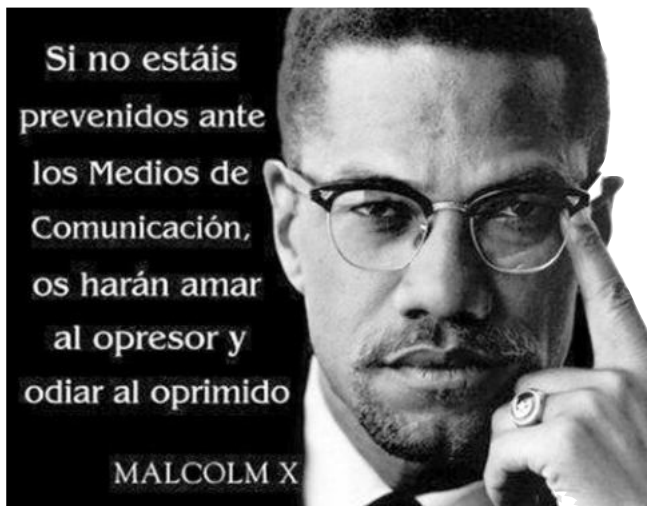 Si no estáis
prevenidos ante
los Medios de
Comunicación,
os harán amar
al opresor y
odiar al oprimido
MALCOLM X